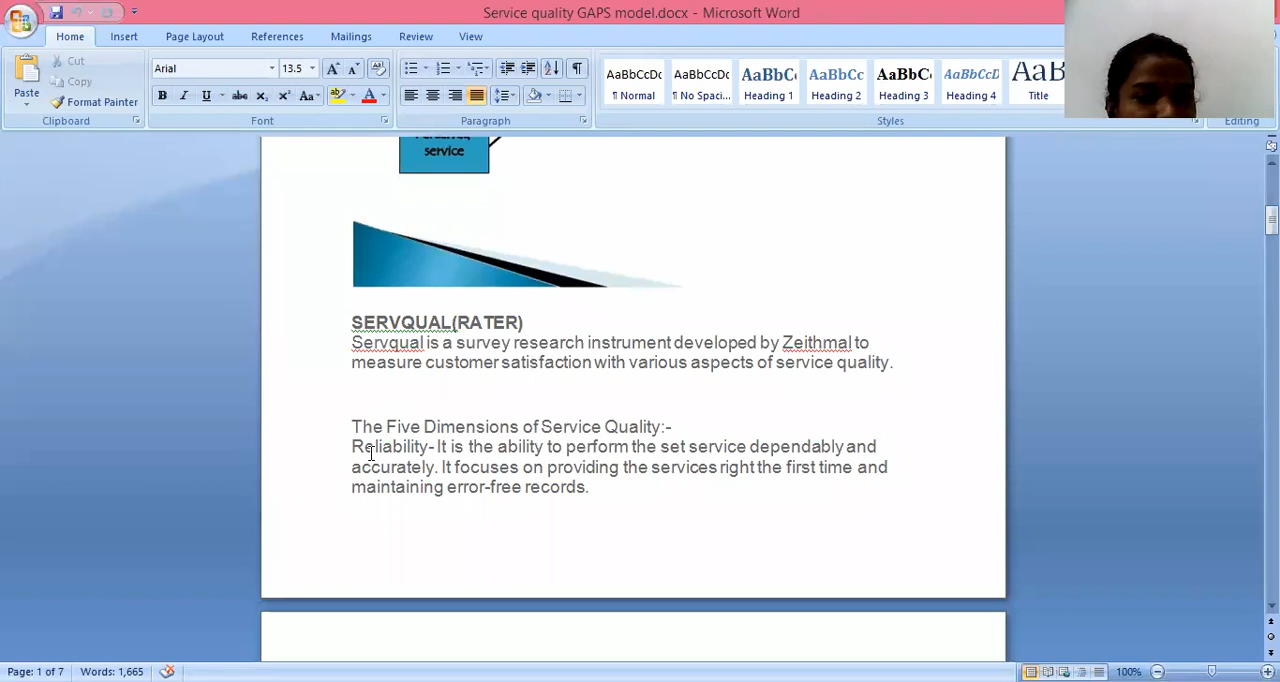 Service quality GAPS model.docx - Microsoft Word
Home Insert Page Layout References Mailings Review View
Paste
Cut
Copy
Format Painter
Clipboard
Arial 13.5
Font
Paragraph
AaBbCcDc AaBbCcDc AaBbC AaBbCc AaBbC AaBbCcD AaB
¶ Normal ¶ No Spaci... Heading 1 Heading 2 Heading 3 Heading 4 Title
Styles
Editing
service
SERVQUAL(RATER)
Servqual is a survey research instrument developed by Zeithmal to
measure customer satisfaction with various aspects of service quality.
The Five Dimensions of Service Quality:-
Reliability- It is the ability to perform the set service dependably and
accurately. It focuses on providing the services right the first time and
maintaining error-free records.
Page: 1 of 7 Words: 1,665 100%